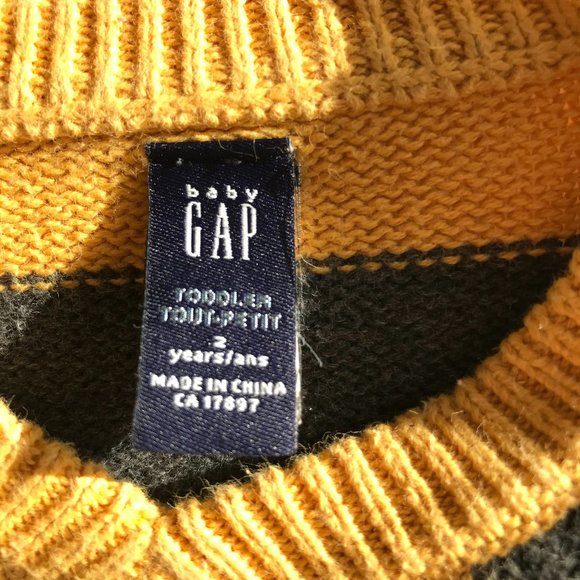 baby
GAP
TODDLER
TOUT-PETIT
2
years/ans
MADE IN CHINA
CA 17897